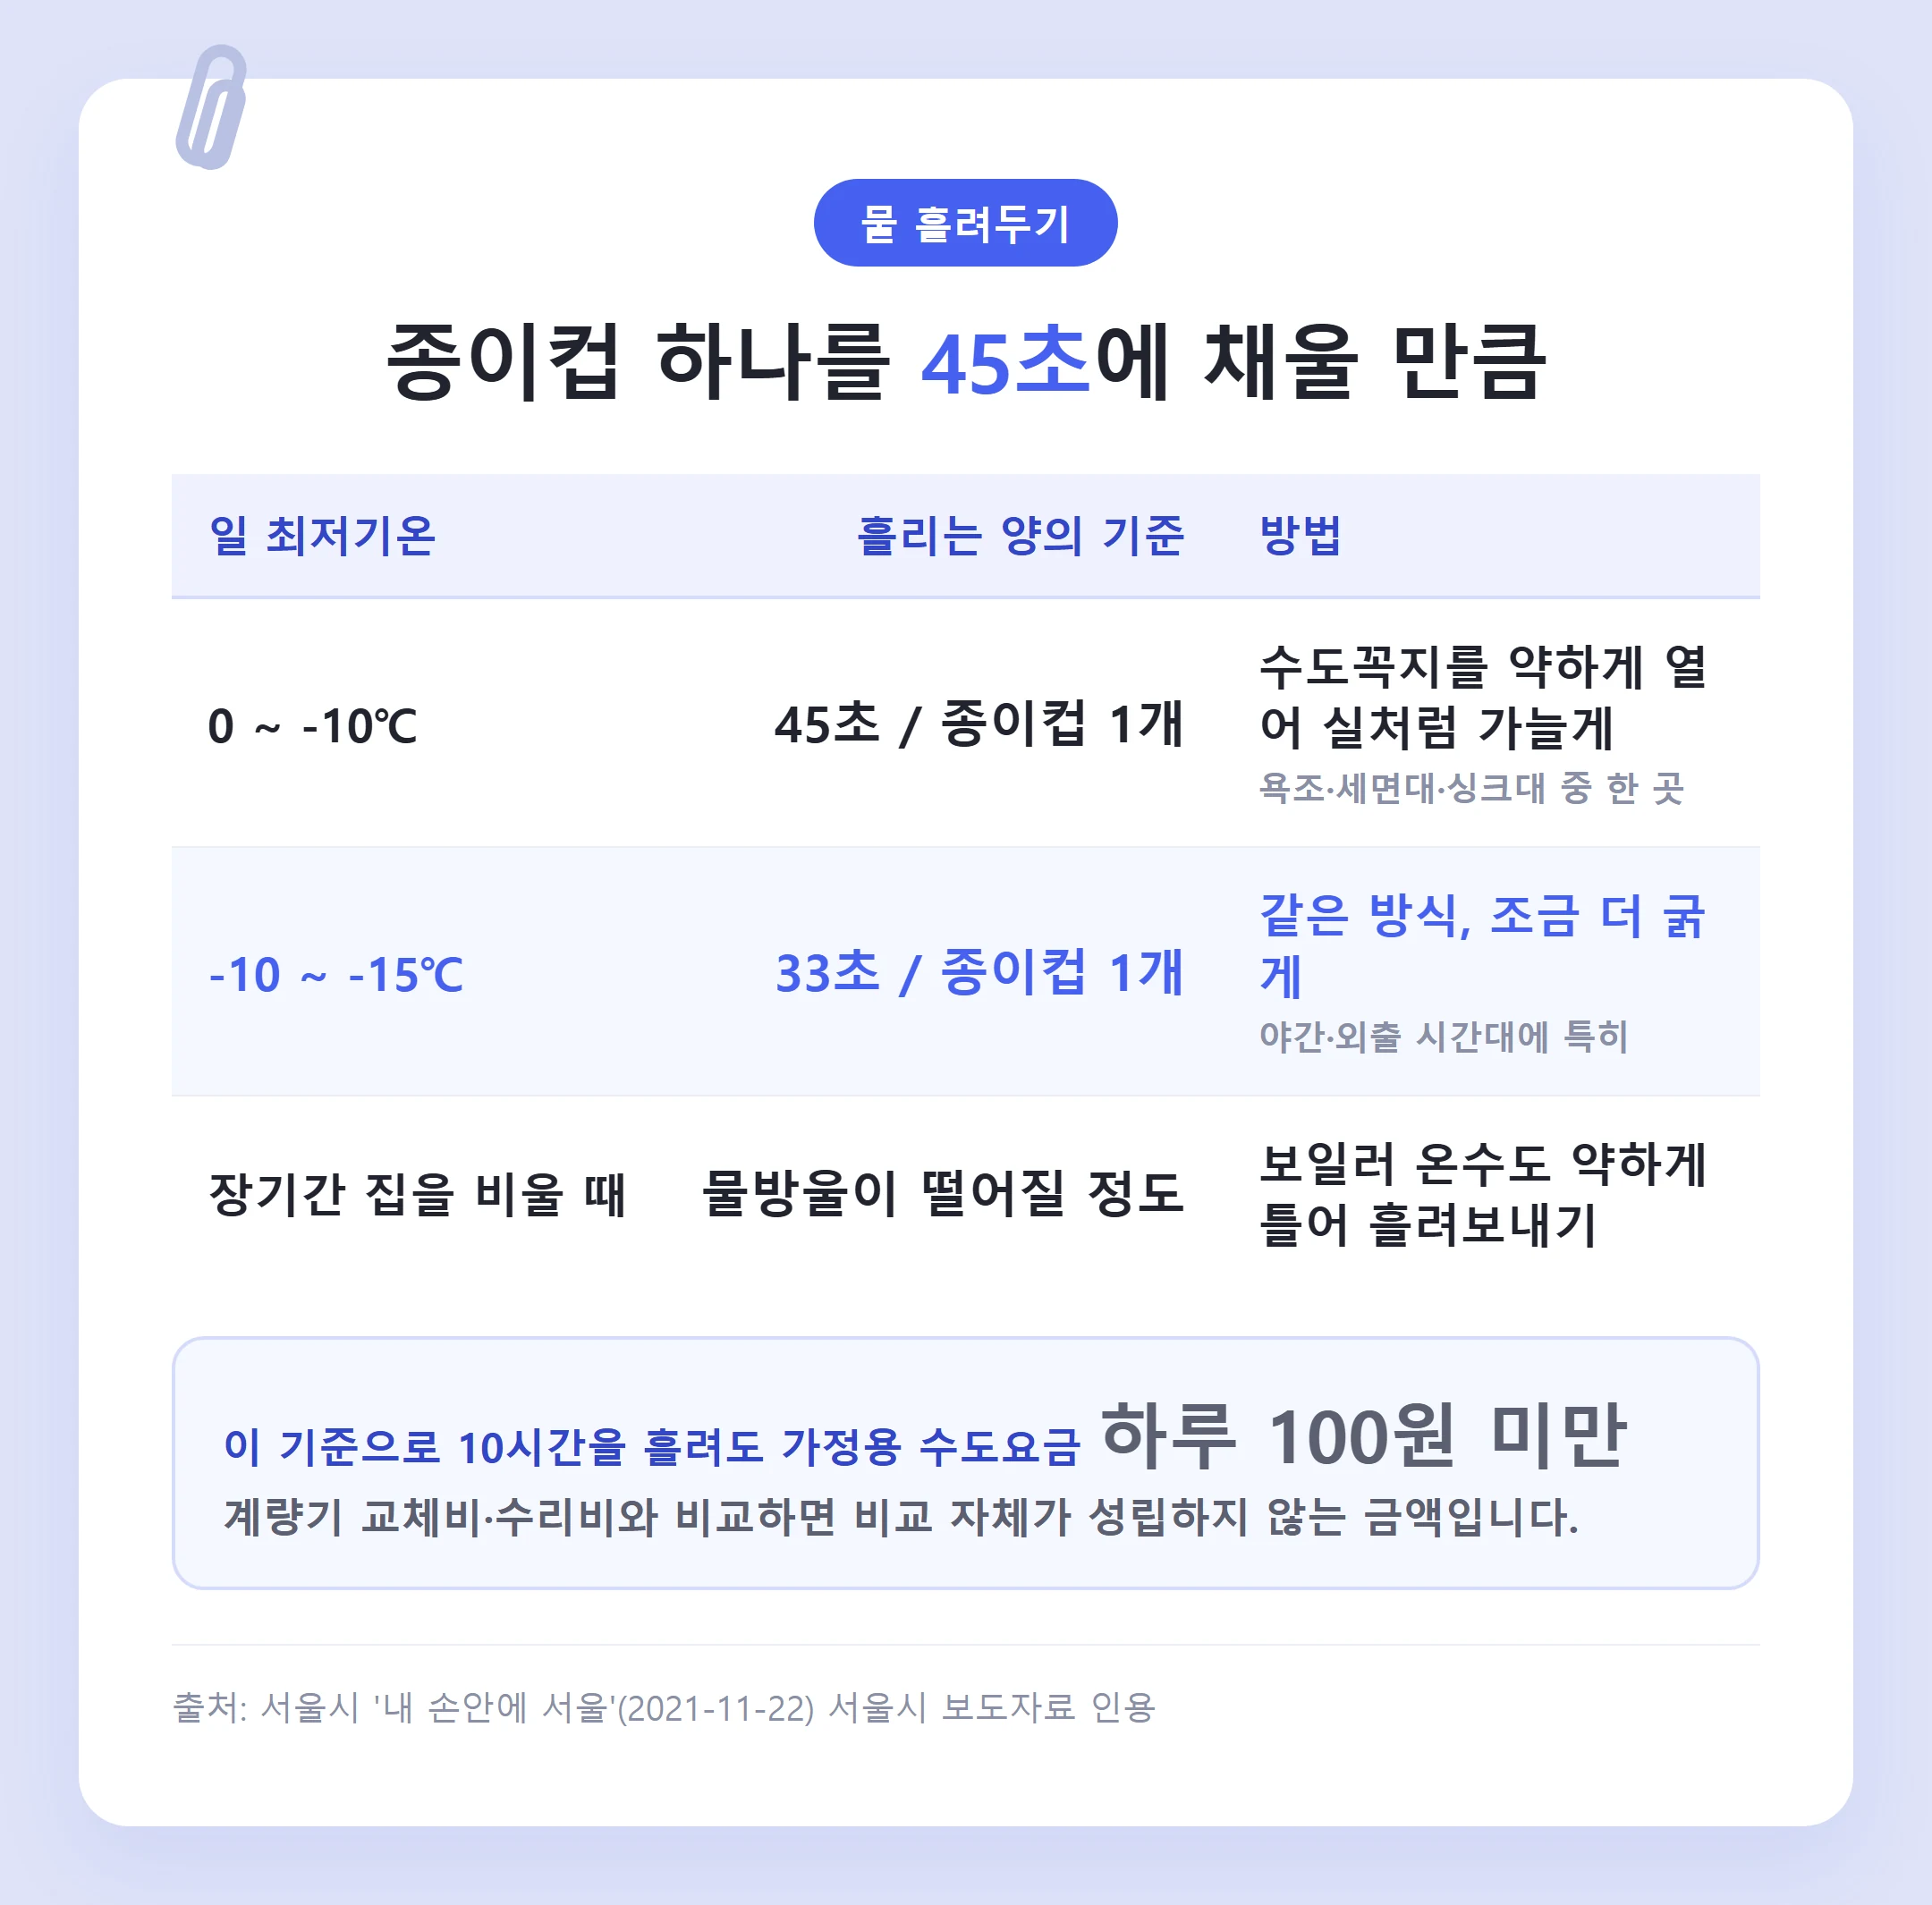 물 흘려두기
종이컵 하나를 45초에 채울 만큼
일 최저기온 흘리는 양의 기준 방법
0 ~ -10℃ 45초 / 종이컵 1개 수도꼭지를 약하게 열
어 실처럼 가늘게
욕조·세면대·싱크대 중 한 곳
-10 ~ -15℃ 33초 / 종이컵 1개 같은 방식, 조금 더 굵
게
야간·외출 시간대에 특히
장기간 집을 비울 때 물방울이 떨어질 정도 보일러 온수도 약하게
틀어 흘려보내기
이 기준으로 10시간을 흘려도 가정용 수도요금 하루 100원 미만
계량기 교체비·수리비와 비교하면 비교 자체가 성립하지 않는 금액입니다.
출처: 서울시 '내 손안에 서울'(2021-11-22) 서울시 보도자료 인용